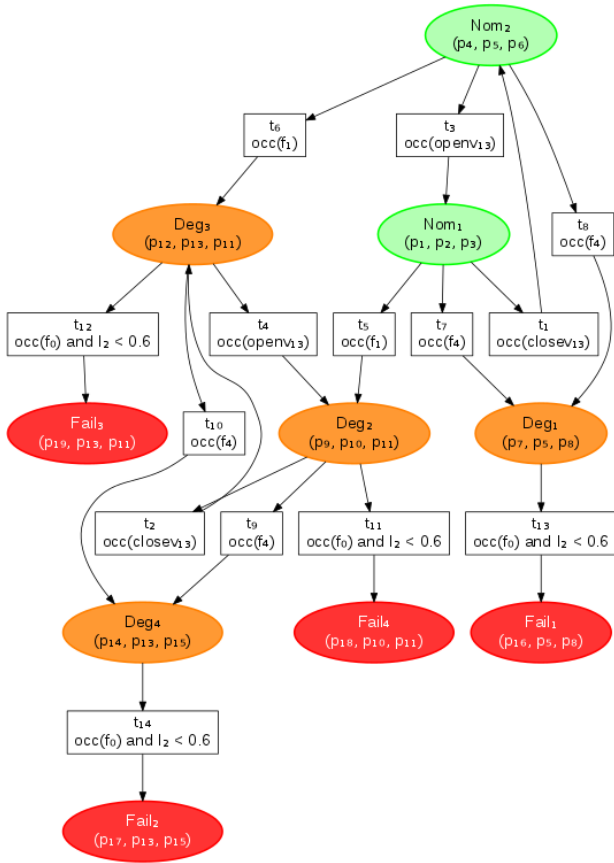 Nom₂
(p₄, p₅, p₆)
t₆
occ(f₁)
t₃
occ(openv₁₃)
Deg₃
(p₁₂, p₁₃, p₁₁)
Nom₁
(p₁, p₂, p₃)
t₈
occ(f₄)
t₁₂
occ(f₀) and l₂ < 0.6
t₄
occ(openv₁₃)
t₅
occ(f₁)
t₇
occ(f₄)
t₁
occ(closev₁₃)
Fail₃
(p₁₉, p₁₃, p₁₁)
t₁₀
occ(f₄)
Deg₂
(p₉, p₁₀, p₁₁)
Deg₁
(p₇, p₅, p₈)
t₂
occ(closev₁₃)
t₉
occ(f₄)
t₁₁
occ(f₀) and l₂ < 0.6
t₁₃
occ(f₀) and l₂ < 0.6
Deg₄
(p₁₄, p₁₃, p₁₅)
Fail₄
(p₁₈, p₁₀, p₁₁)
Fail₁
(p₁₆, p₅, p₈)
t₁₄
occ(f₀) and l₂ < 0.6
Fail₂
(p₁₇, p₁₃, p₁₅)